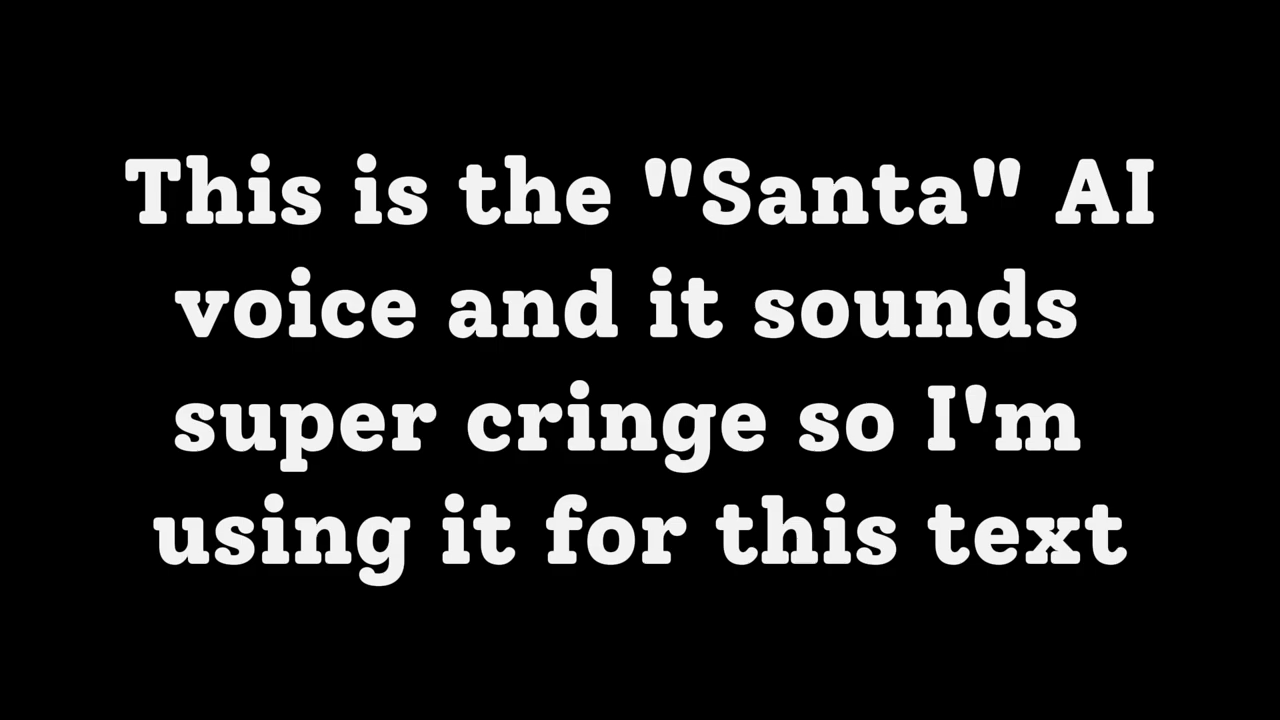 This is the "Santa" AI
voice and it sounds
super cringe so I'm
using it for this text